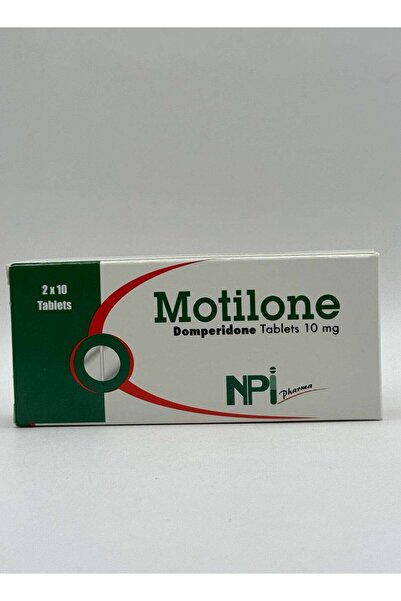 2 x 10
Tablets
Motilone
Domperidone Tablets 10 mg
NPi pharma